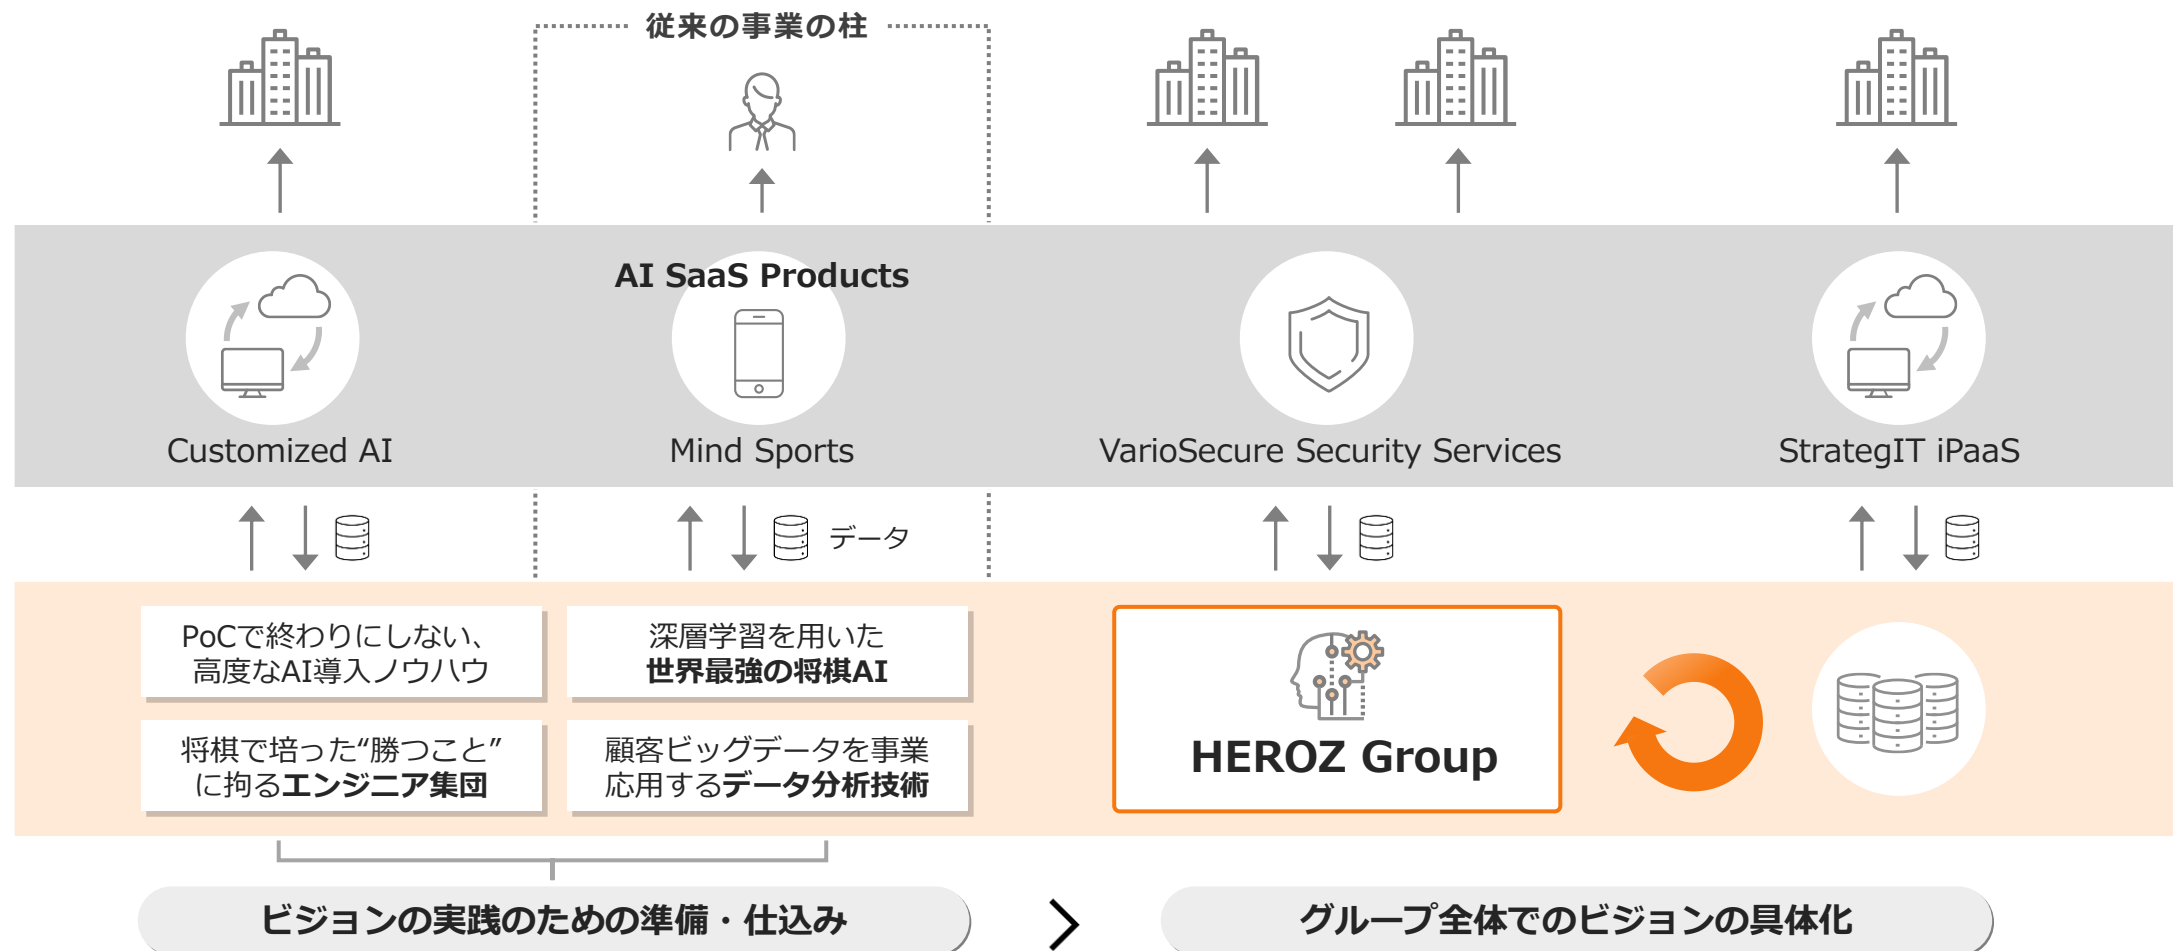 従来の事業の柱
AI SaaS Products
Customized AI
Mind Sports
VarioSecure Security Services
StrategIT iPaaS
データ
PoCで終わりにしない、
高度なAI導入ノウハウ
深層学習を用いた
世界最強の将棋AI
将棋で培った“勝つこと”
に拘るエンジニア集団
顧客ビッグデータを事業
応用するデータ分析技術
HEROZ Group
ビジョンの実践のための準備・仕込み
グループ全体でのビジョンの具体化